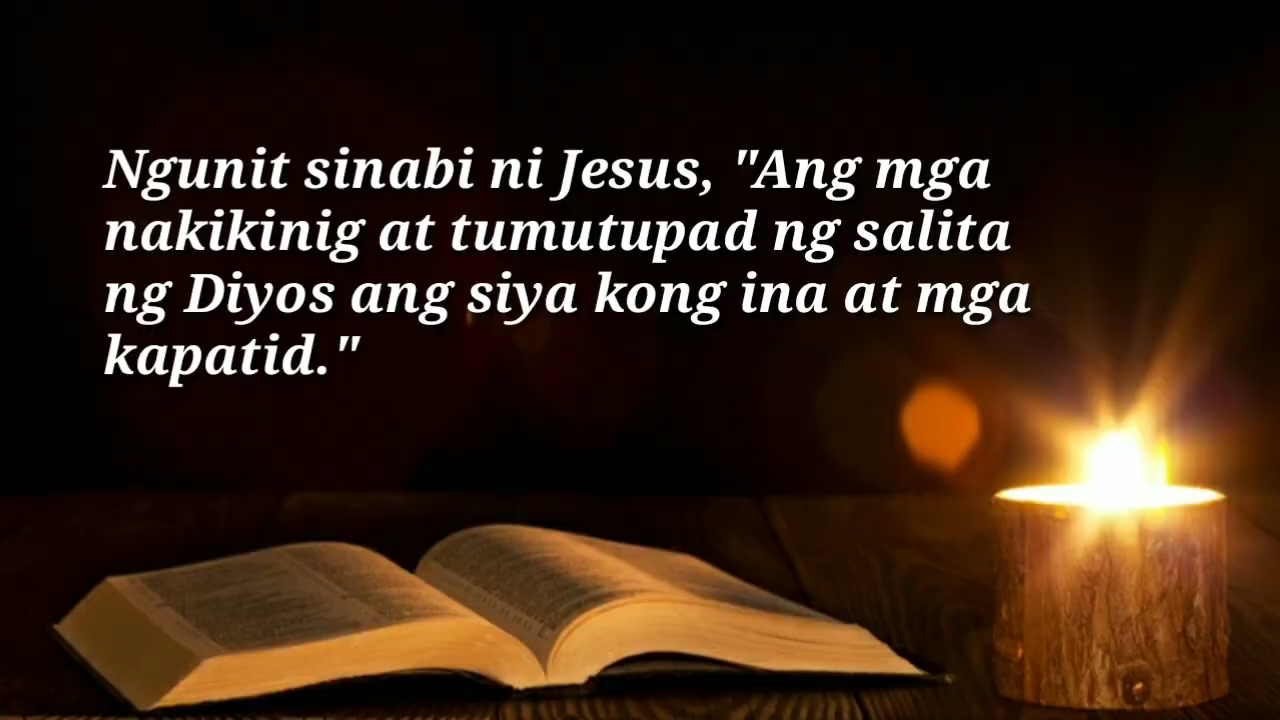 Ngunit sinabi ni Jesus, "Ang mga
nakikinig at tumutupad ng salita
ng Diyos ang siya kong ina at mga
kapatid."